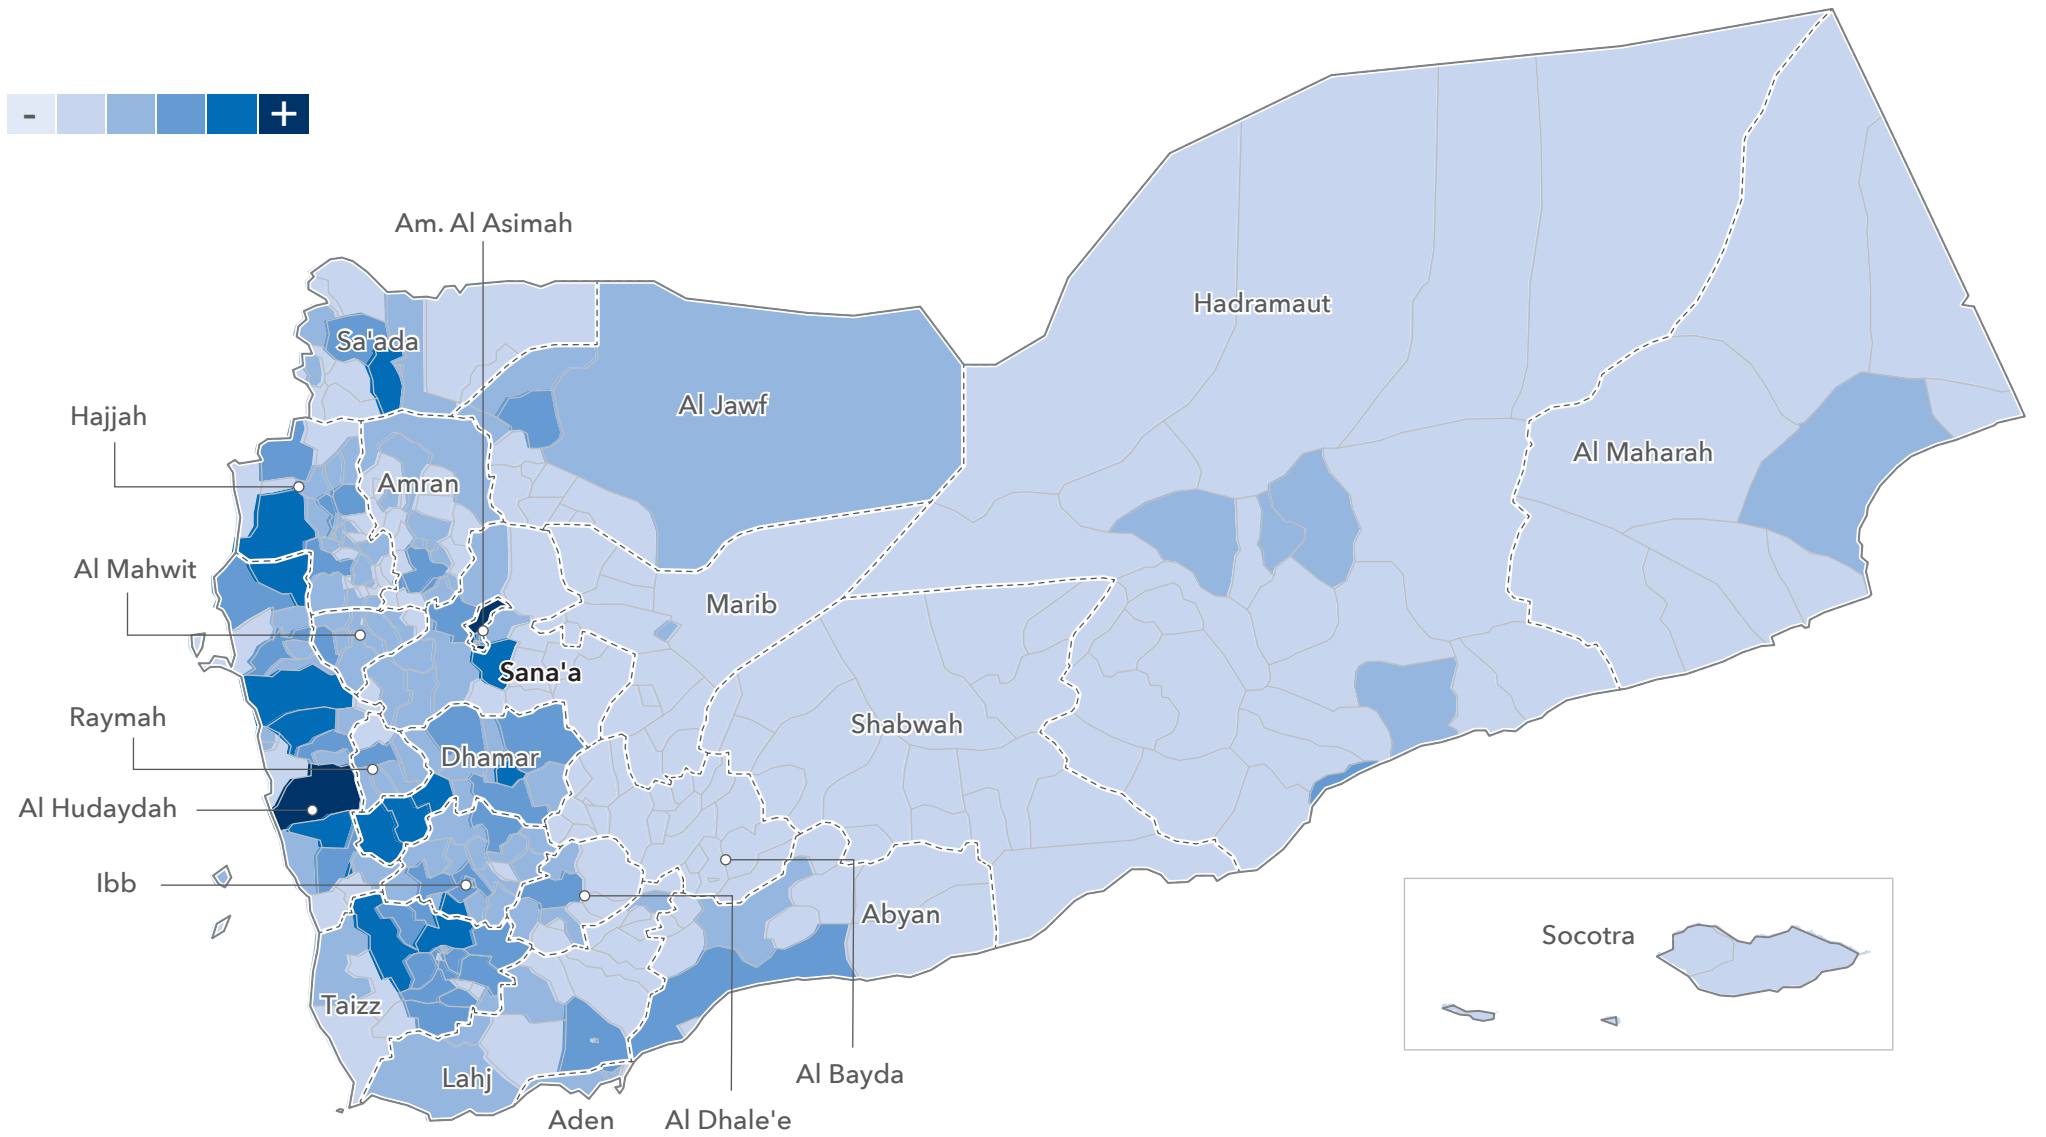 -
+
Am. Al Asimah
Hadramaut
Sa'ada
Al Jawf
Hajjah
Al Maharah
Amran
Al Mahwit
Marib
Sana'a
Raymah
Shabwah
Dhamar
Al Hudaydah
Ibb
Abyan
Socotra
Taizz
Lahj
Al Bayda
Aden
Al Dhale'e